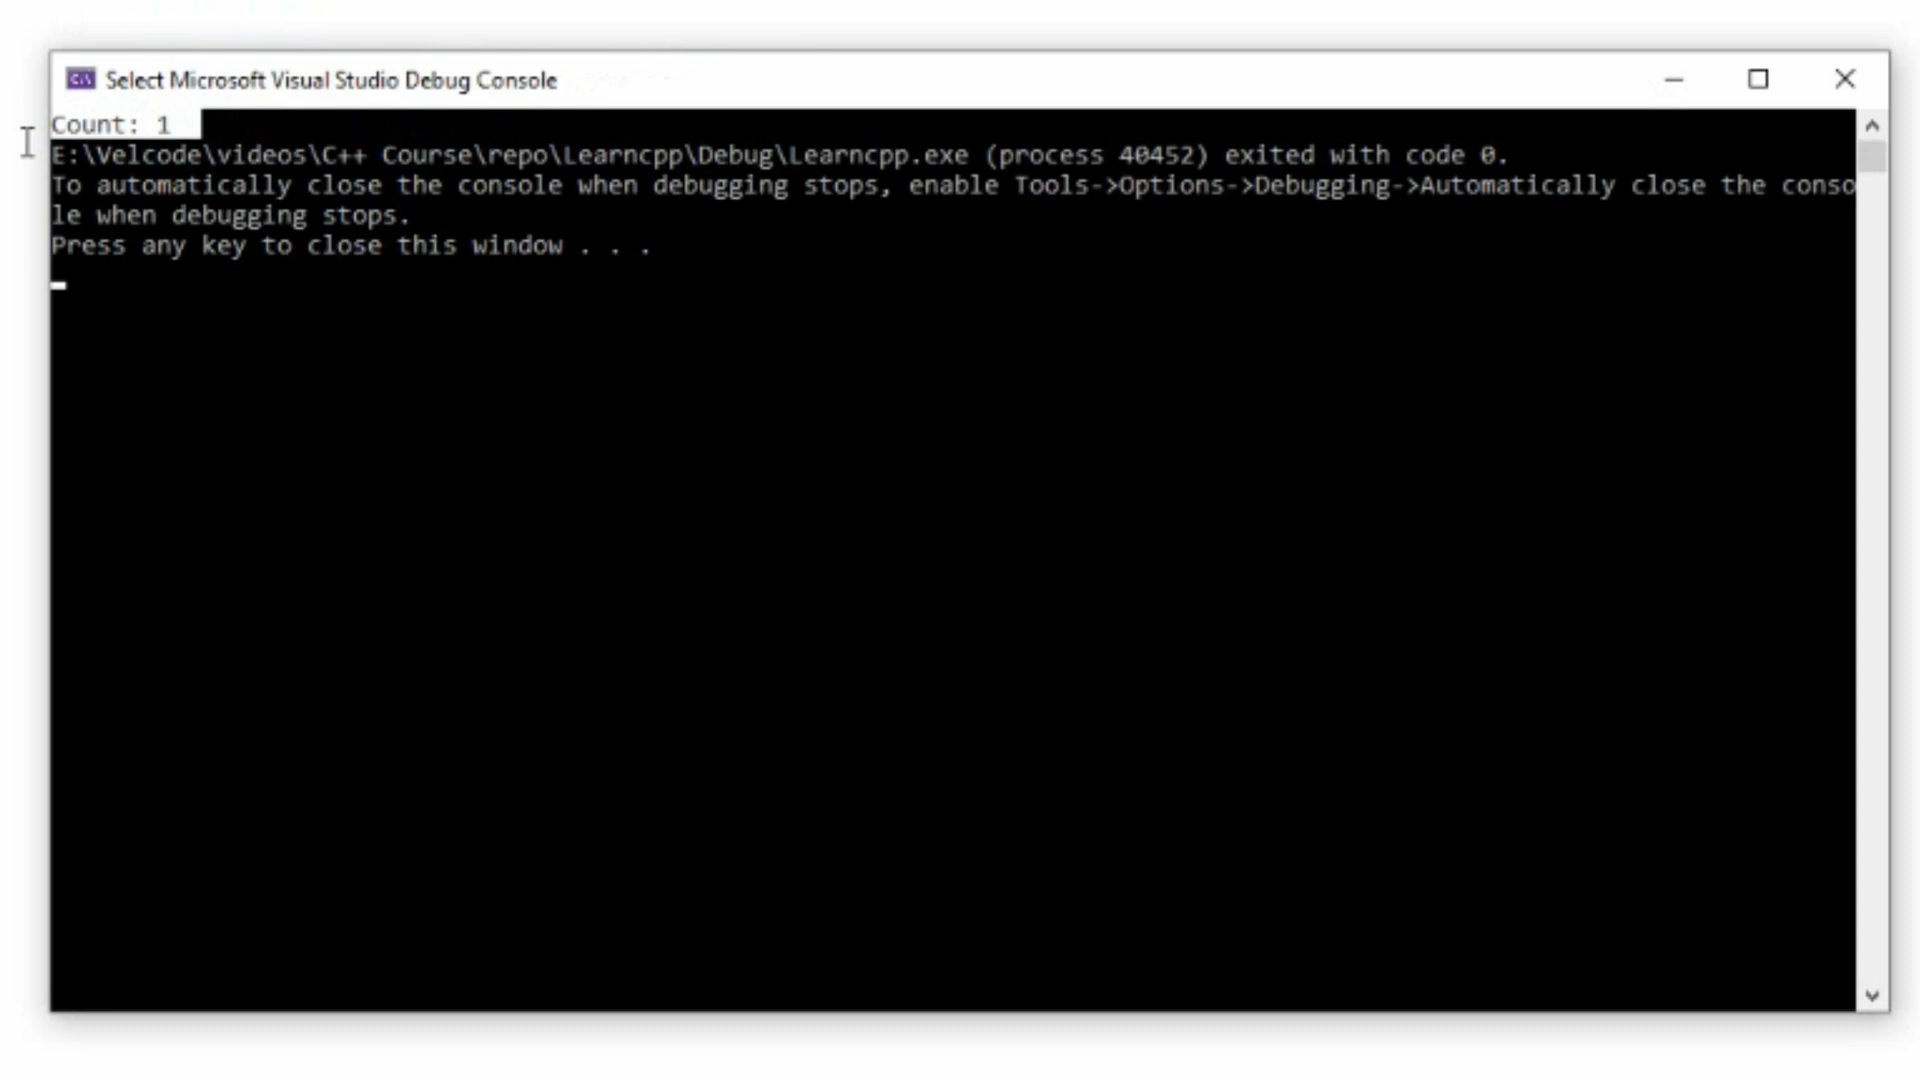 Select Microsoft Visual Studio Debug Console
Count: 1
E:\Velcode\videos\C++ Course\repo\Learncpp\Debug\Learncpp.exe (process 40452) exited with code 0.
To automatically close the console when debugging stops, enable Tools->Options->Debugging->Automatically close the conso
le when debugging stops.
Press any key to close this window . . .